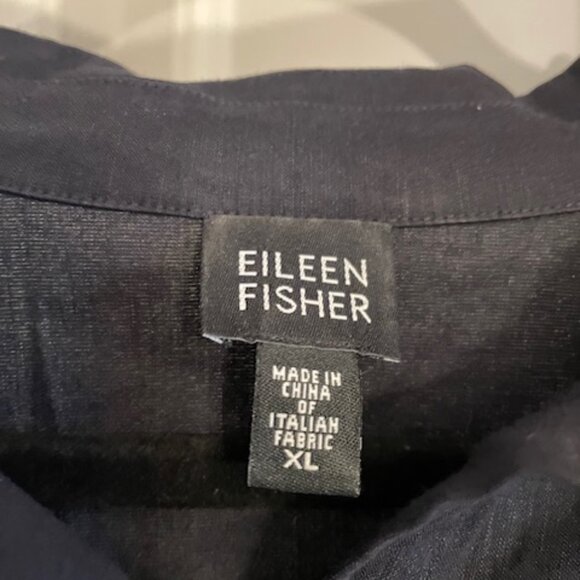 EILEEN
FISHER
MADE IN
CHINA
OF
ITALIAN
FABRIC
XL